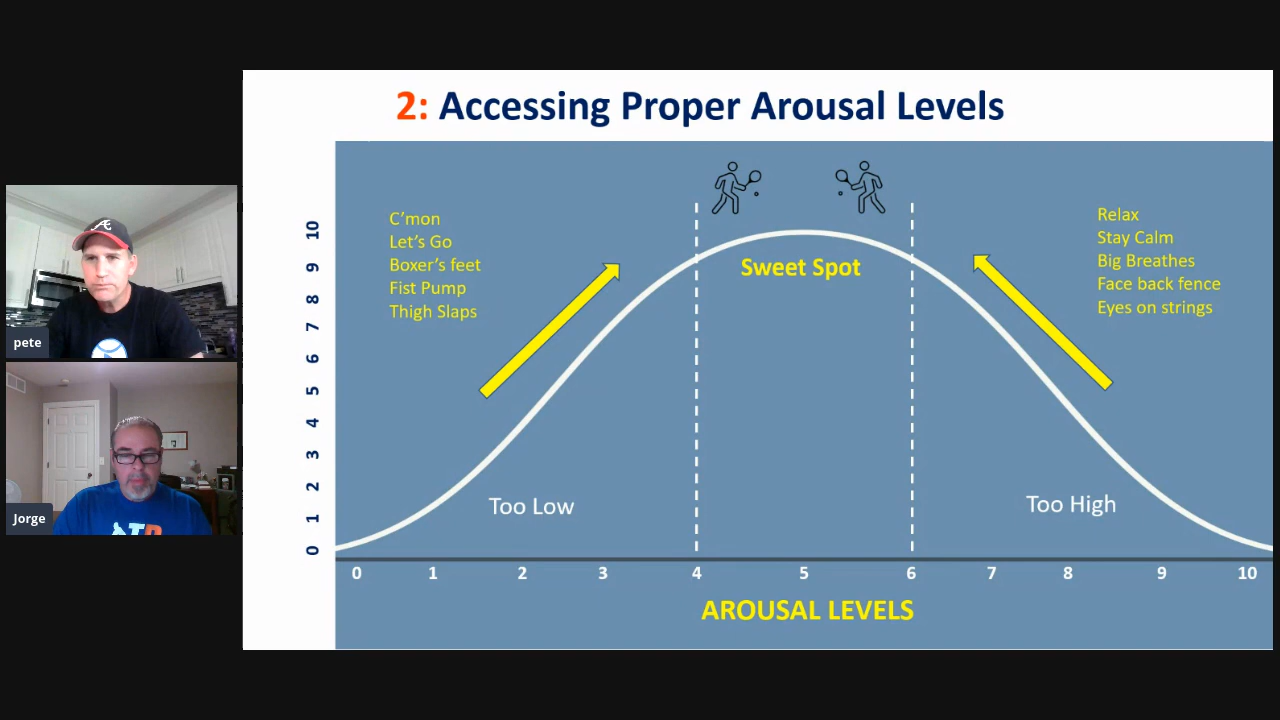 2: Accessing Proper Arousal Levels
C'mon
Let's Go
Boxer's feet
Fist Pump
Thigh Slaps
Relax
Stay Calm
Big Breathes
Face back fence
Eyes on strings
Sweet Spot
10
9
8
7
6
5
4
3
2
1
0
Too Low
Too High
0 1 2 3 4 5 6 7 8 9 10
AROUSAL LEVELS
pete
A
Jorge